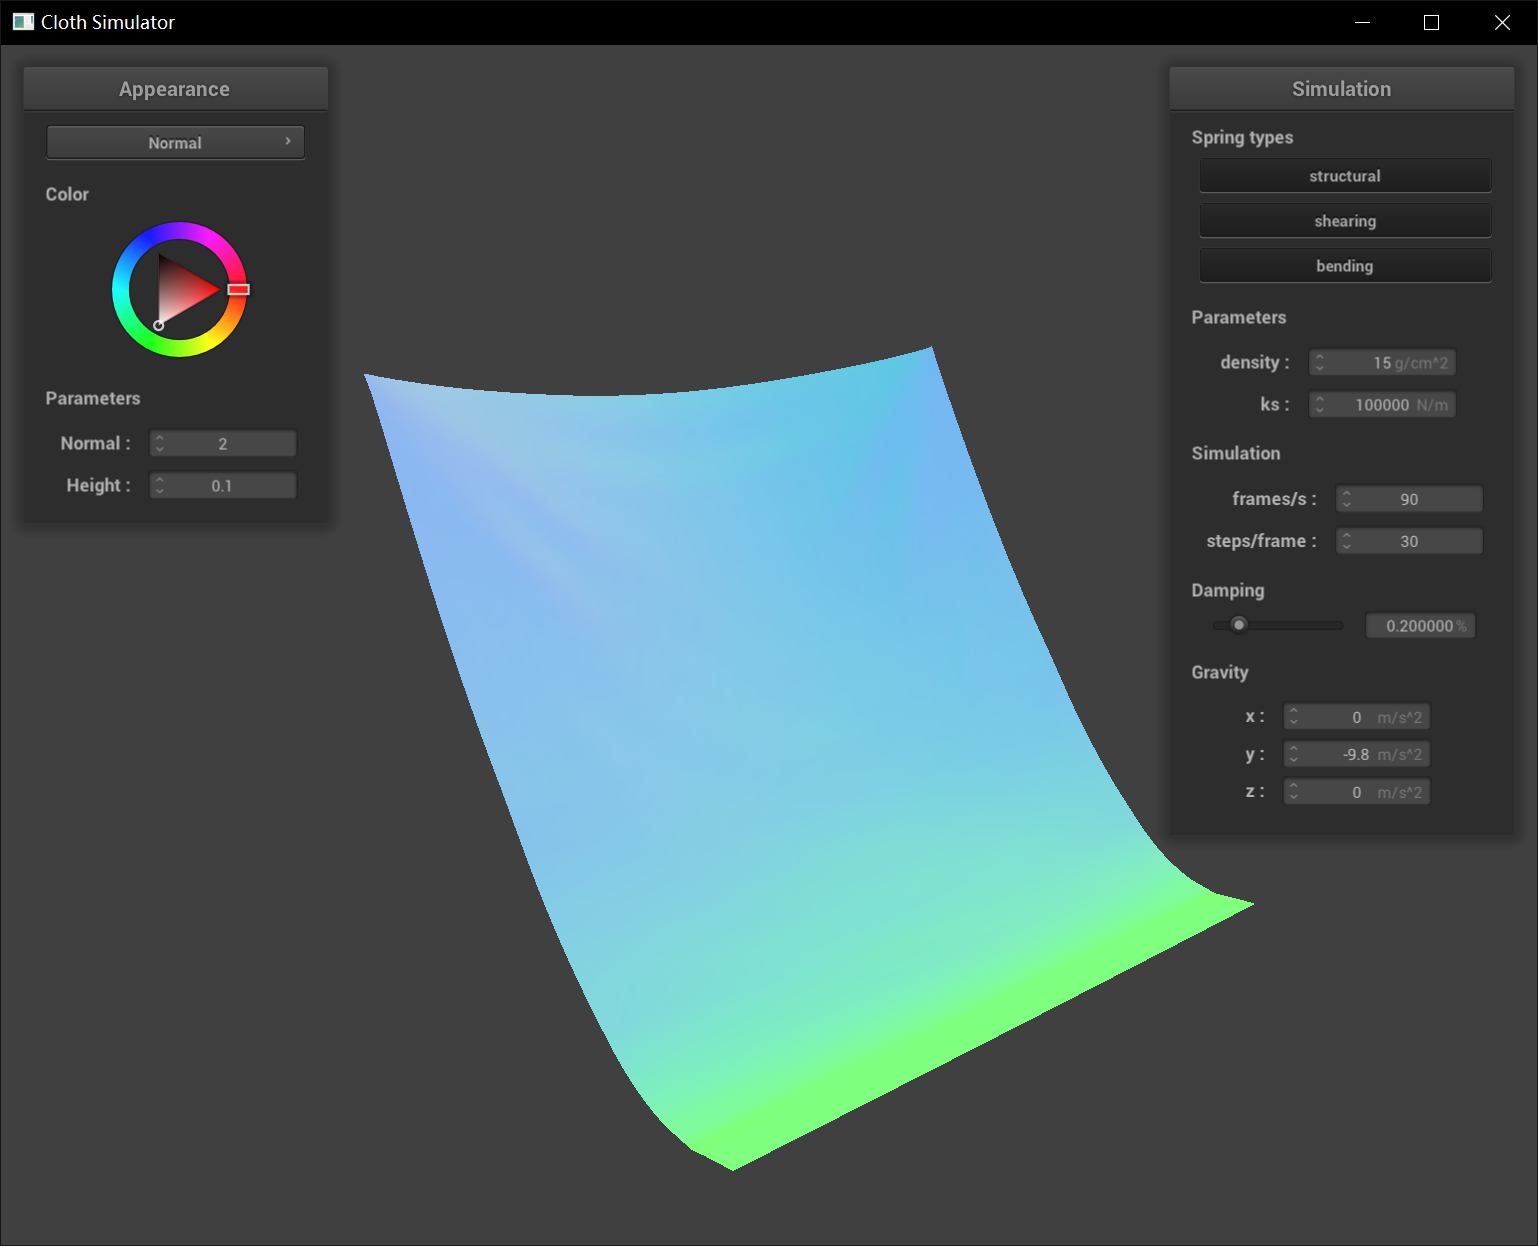 Cloth Simulator
Appearance
Normal
Color
Parameters
Normal : 2
Height : 0.1
Simulation
Spring types
structural
shearing
bending
Parameters
density : 15 g/cm^2
ks : 100000 N/m
Simulation
frames/s : 90
steps/frame : 30
Damping
0.200000 %
Gravity
x : 0 m/s^2
y : -9.8 m/s^2
z : 0 m/s^2